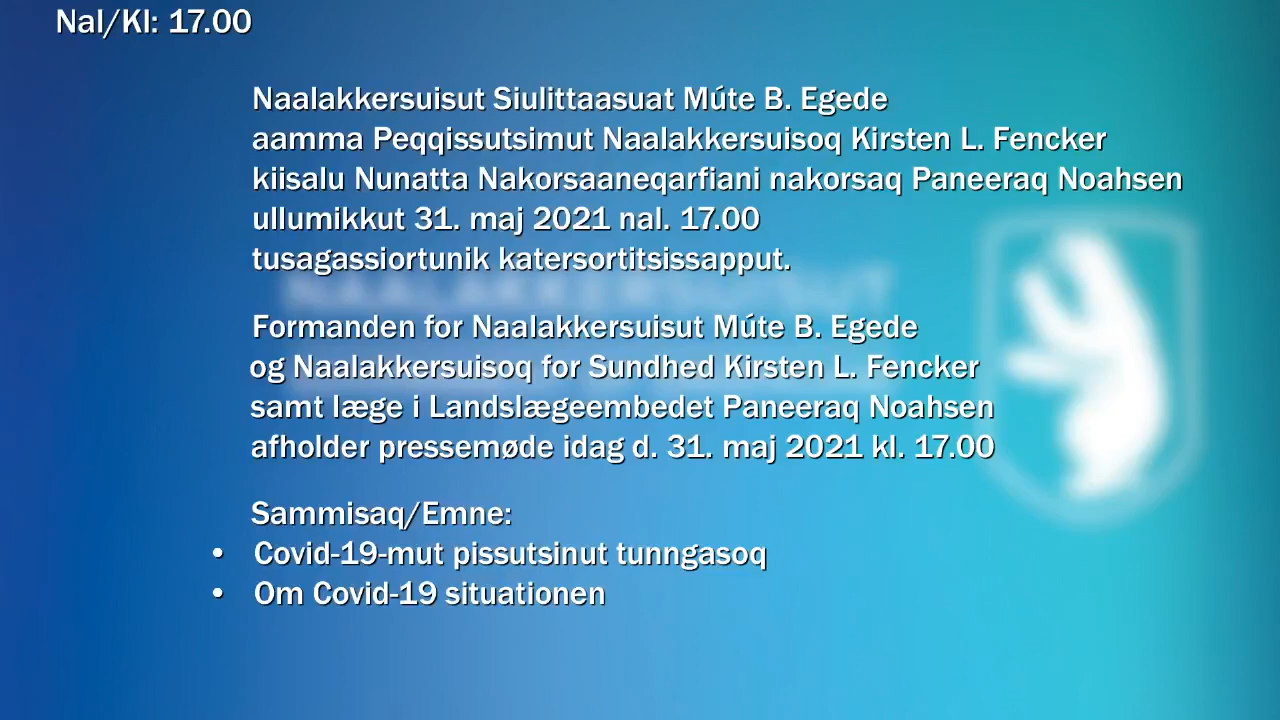 Nal/Kl: 17.00
Naalakkersuisut Siulittaasuat Múte B. Egede
aamma Peqqissutsimut Naalakkersuisoq Kirsten L. Fencker
kiisalu Nunatta Nakorsaaneqarfiani nakorsaq Paneeraq Noahsen
ullumikkut 31. maj 2021 nal. 17.00
tusagassiortunik katersortitsissapput.
NAALAKKERSUISUT
Formanden for Naalakkersuisut Múte B. Egede
og Naalakkersuisoq for Sundhed Kirsten L. Fencker
samt læge i Landslægeembedet Paneeraq Noahsen
afholder pressemøde idag d. 31. maj 2021 kl. 17.00
Sammisaq/Emne:
• Covid-19-mut pissutsinut tunngasoq
• Om Covid-19 situationen